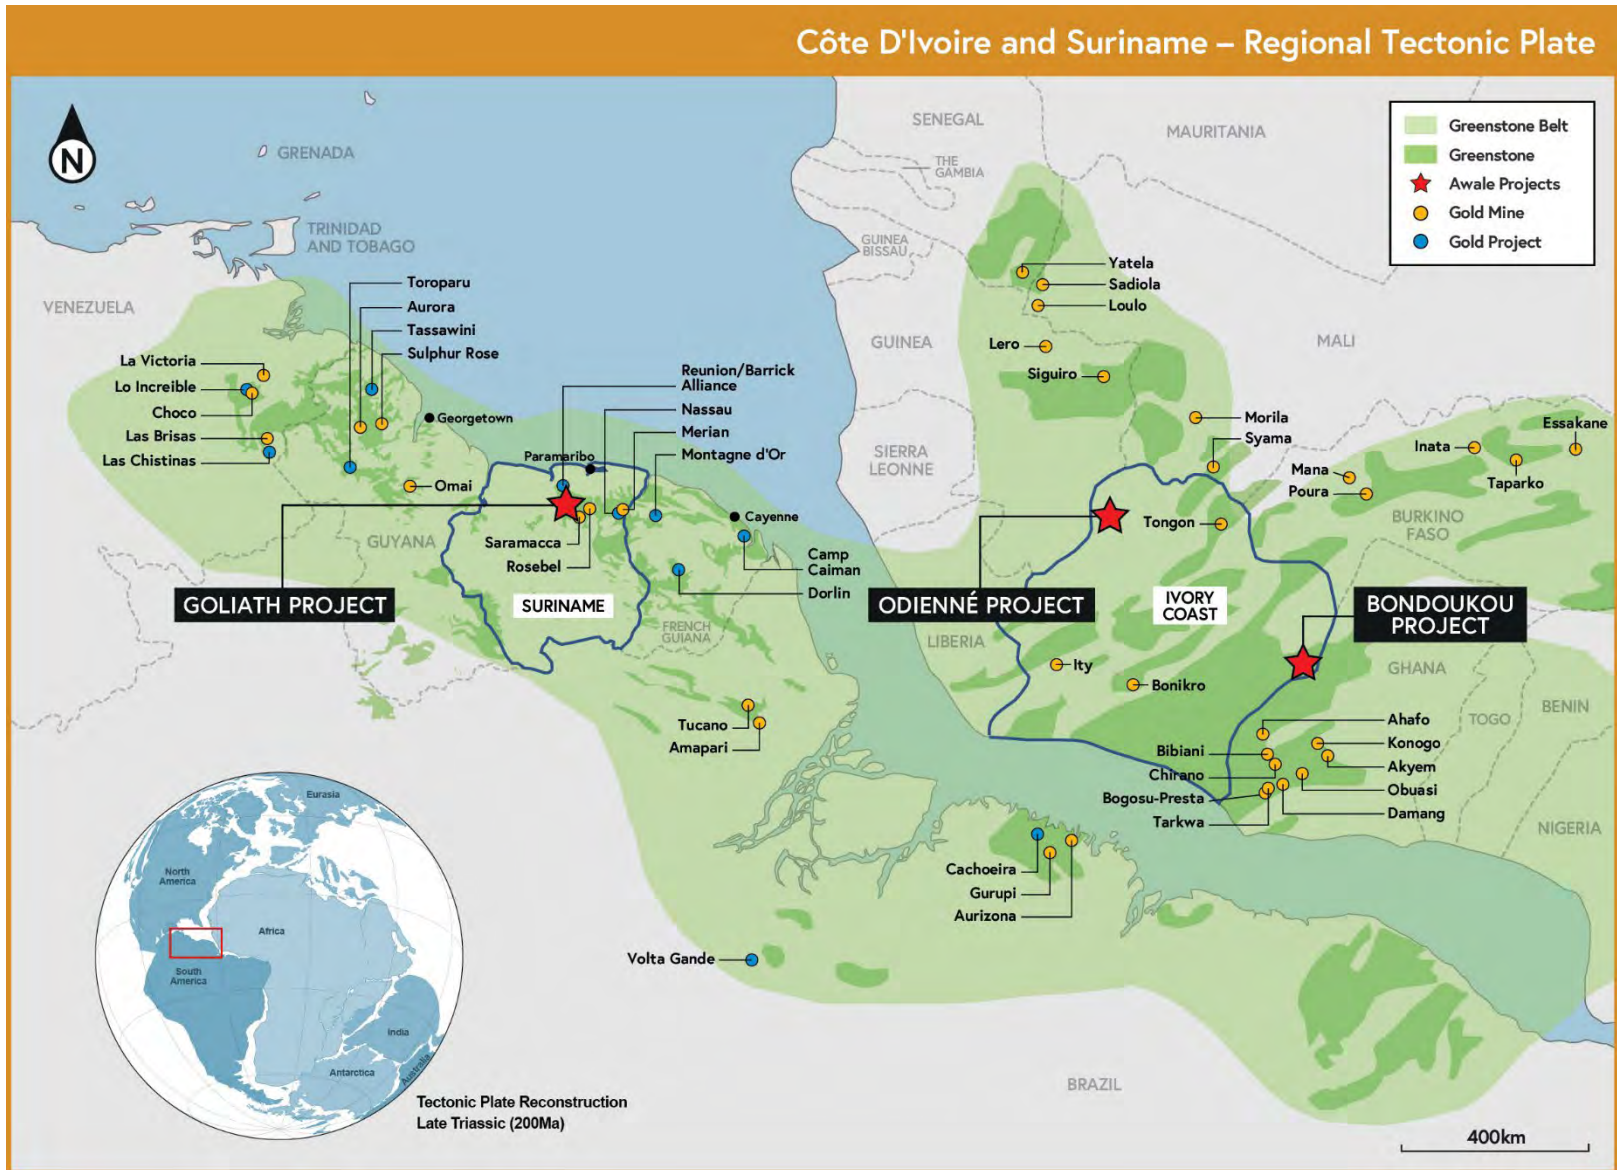 Côte D'Ivoire and Suriname – Regional Tectonic Plate
N
GRENADA
TRINIDAD
AND TOBAGO
VENEZUELA
SENEGAL
THE
GAMBIA
MAURITANIA
GUINEA
BISSAU
GUINEA
MALI
SIERRA
LEONNE
LIBERIA
BURKINO
FASO
GHANA
TOGO
BENIN
NIGERIA
GUYANA
FRENCH
GUIANA
BRAZIL
Greenstone Belt
Greenstone
Awale Projects
Gold Mine
Gold Project
Toroparu
Aurora
Tassawini
Sulphur Rose
La Victoria
Lo Increible
Choco
Las Brisas
Las Chistinas
Georgetown
Omai
Reunion/Barrick
Alliance
Nassau
Merian
Montagne d'Or
Paramaribo
Cayenne
Saramacca
Rosebel
Camp
Caiman
Dorlin
GOLIATH PROJECT
SURINAME
Tucano
Amapari
Yatela
Sadiola
Loulo
Lero
Siguiro
Morila
Syama
Essakane
Inata
Taparko
Mana
Poura
Tongon
ODIENNÉ PROJECT
IVORY
COAST
BONDOUKOU
PROJECT
Ity
Bonikro
Ahafo
Konogo
Akyem
Obuasi
Damang
Bibiani
Chirano
Bogosu-Presta
Tarkwa
Cachoeira
Gurupi
Aurizona
Volta Gande
Eurasia
North
America
Africa
South
America
India
Antarctica
Australia
Tectonic Plate Reconstruction
Late Triassic (200Ma)
400km